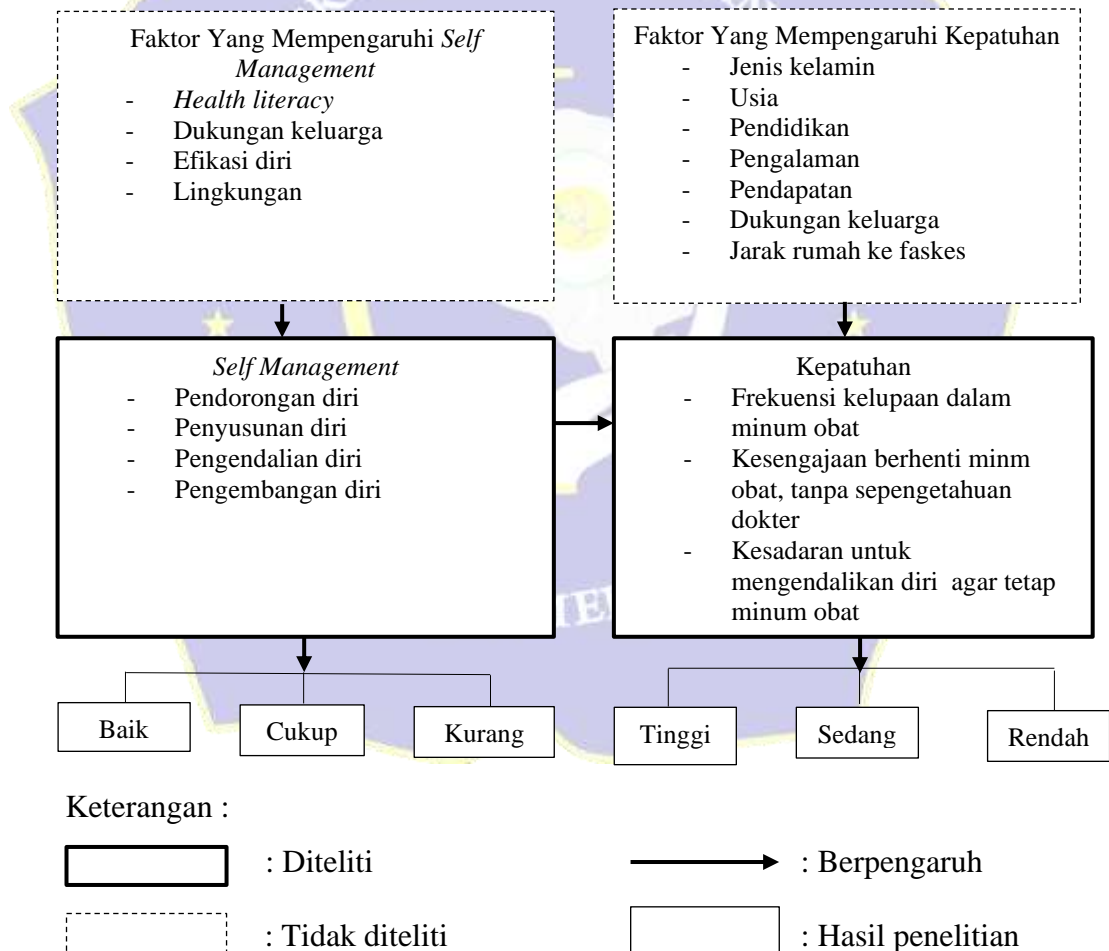 Faktor Yang Mempengaruhi Self
Management
- Health literacy
- Dukungan keluarga
- Efikasi diri
- Lingkungan
Faktor Yang Mempengaruhi Kepatuhan
- Jenis kelamin
- Usia
- Pendidikan
- Pengalaman
- Pendapatan
- Dukungan keluarga
- Jarak rumah ke faskes
Self Management
- Pendorongan diri
- Penyusunan diri
- Pengendalian diri
- Pengembangan diri
Kepatuhan
- Frekuensi kelupaan dalam
minum obat
- Kesengajaan berhenti minm
obat, tanpa sepengetahuan
dokter
- Kesadaran untuk
mengendalikan diri agar tetap
minum obat
Baik
Cukup
Kurang
Tinggi
Sedang
Rendah
Keterangan :
: Diteliti
: Berpengaruh
: Tidak diteliti
: Hasil penelitian